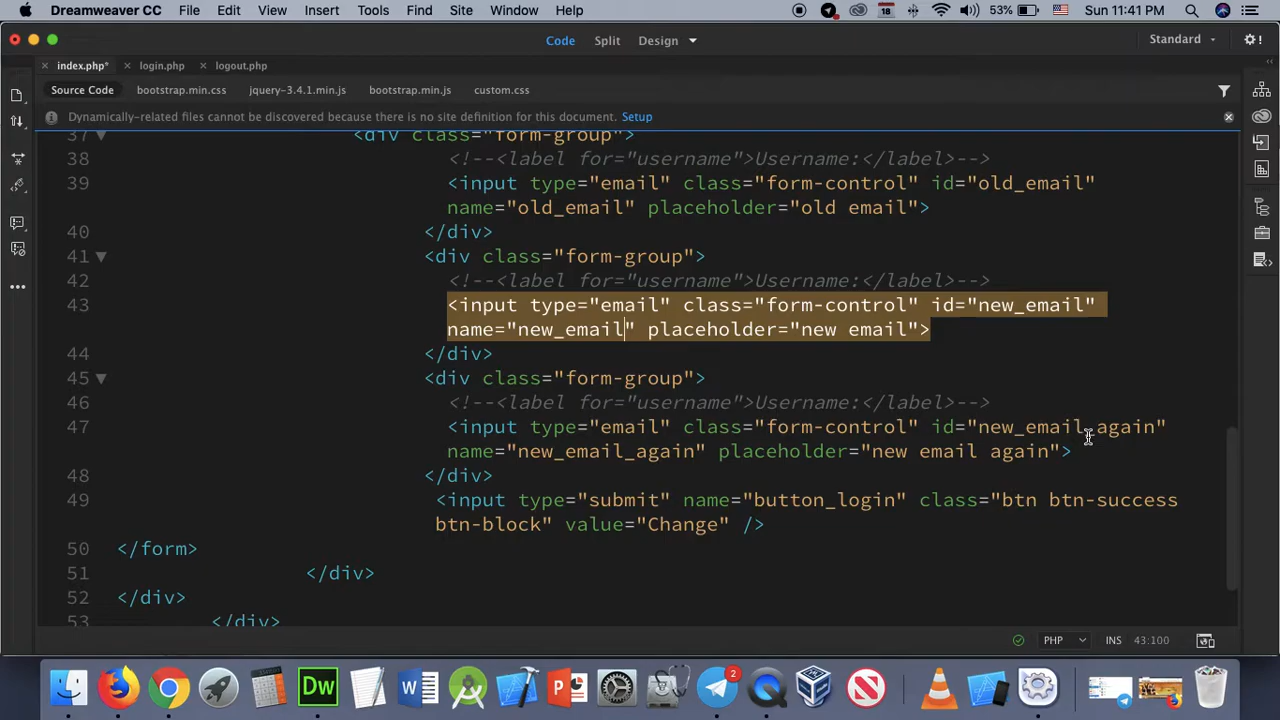 Dreamweaver CC File Edit View Insert Tools Find Site Window Help 18 53% Sun 11:41 PM
Code Split Design Standard
index.php* login.php logout.php
Source Code bootstrap.min.css jquery-3.4.1.min.js bootstrap.min.js custom.css
Dynamically-related files cannot be discovered because there is no site definition for this document. Setup
37 <div class="form-group">
38 <!--<label for="username">Username:</label>-->
39 <input type="email" class="form-control" id="old_email"
name="old_email" placeholder="old email">
40 </div>
41 <div class="form-group">
42 <!--<label for="username">Username:</label>-->
43 <input type="email" class="form-control" id="new_email"
name="new_email" placeholder="new email">
44 </div>
45 <div class="form-group">
46 <!--<label for="username">Username:</label>-->
47 <input type="email" class="form-control" id="new_email_again"
name="new_email_again" placeholder="new email again">
48 </div>
49 <input type="submit" name="button_login" class="btn btn-success
btn-block" value="Change" />
50 </form>
51 </div>
52 </div>
53 </div>
PHP INS 43:100
Dw W P 2